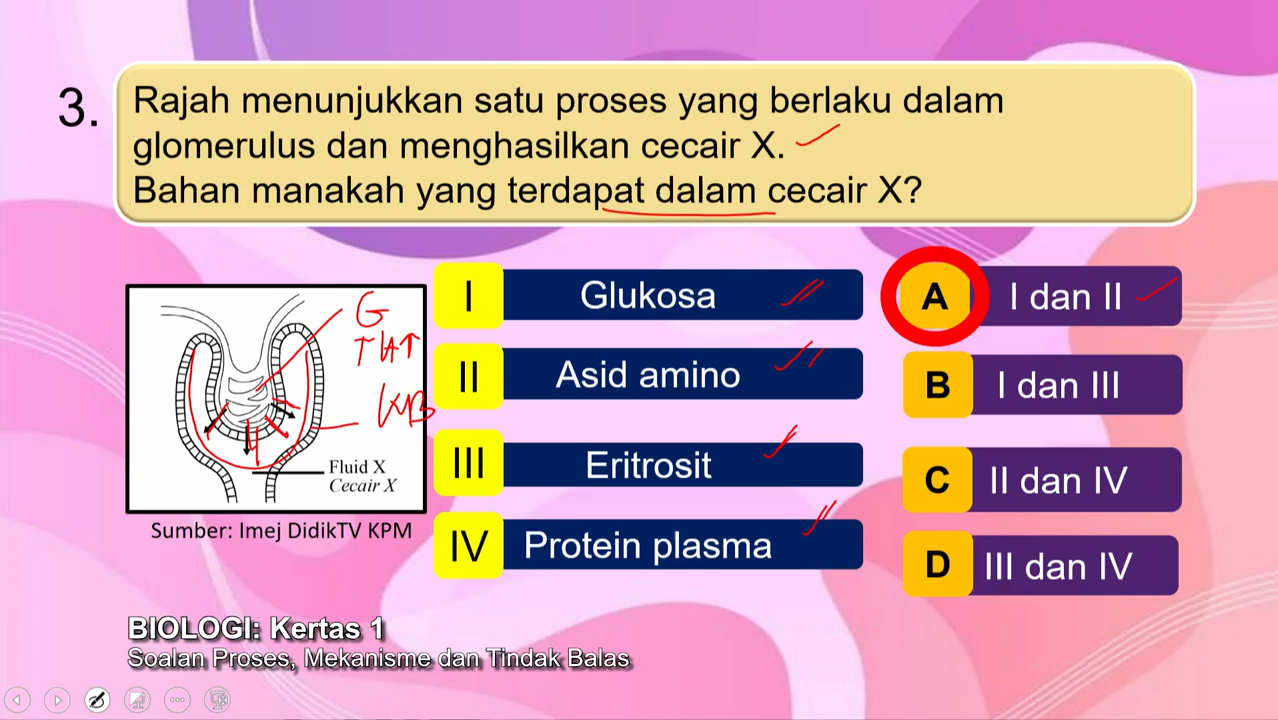 3.
Rajah menunjukkan satu proses yang berlaku dalam
glomerulus dan menghasilkan cecair X.
Bahan manakah yang terdapat dalam cecair X?
G
THT
KB
Fluid X
Cecair X
Sumber: Imej DidikTV KPM
I Glukosa
II Asid amino
III Eritrosit
IV Protein plasma
A I dan II
B I dan III
C II dan IV
D III dan IV
BIOLOGI: Kertas 1
Soalan Proses, Mekanisme dan Tindak Balas